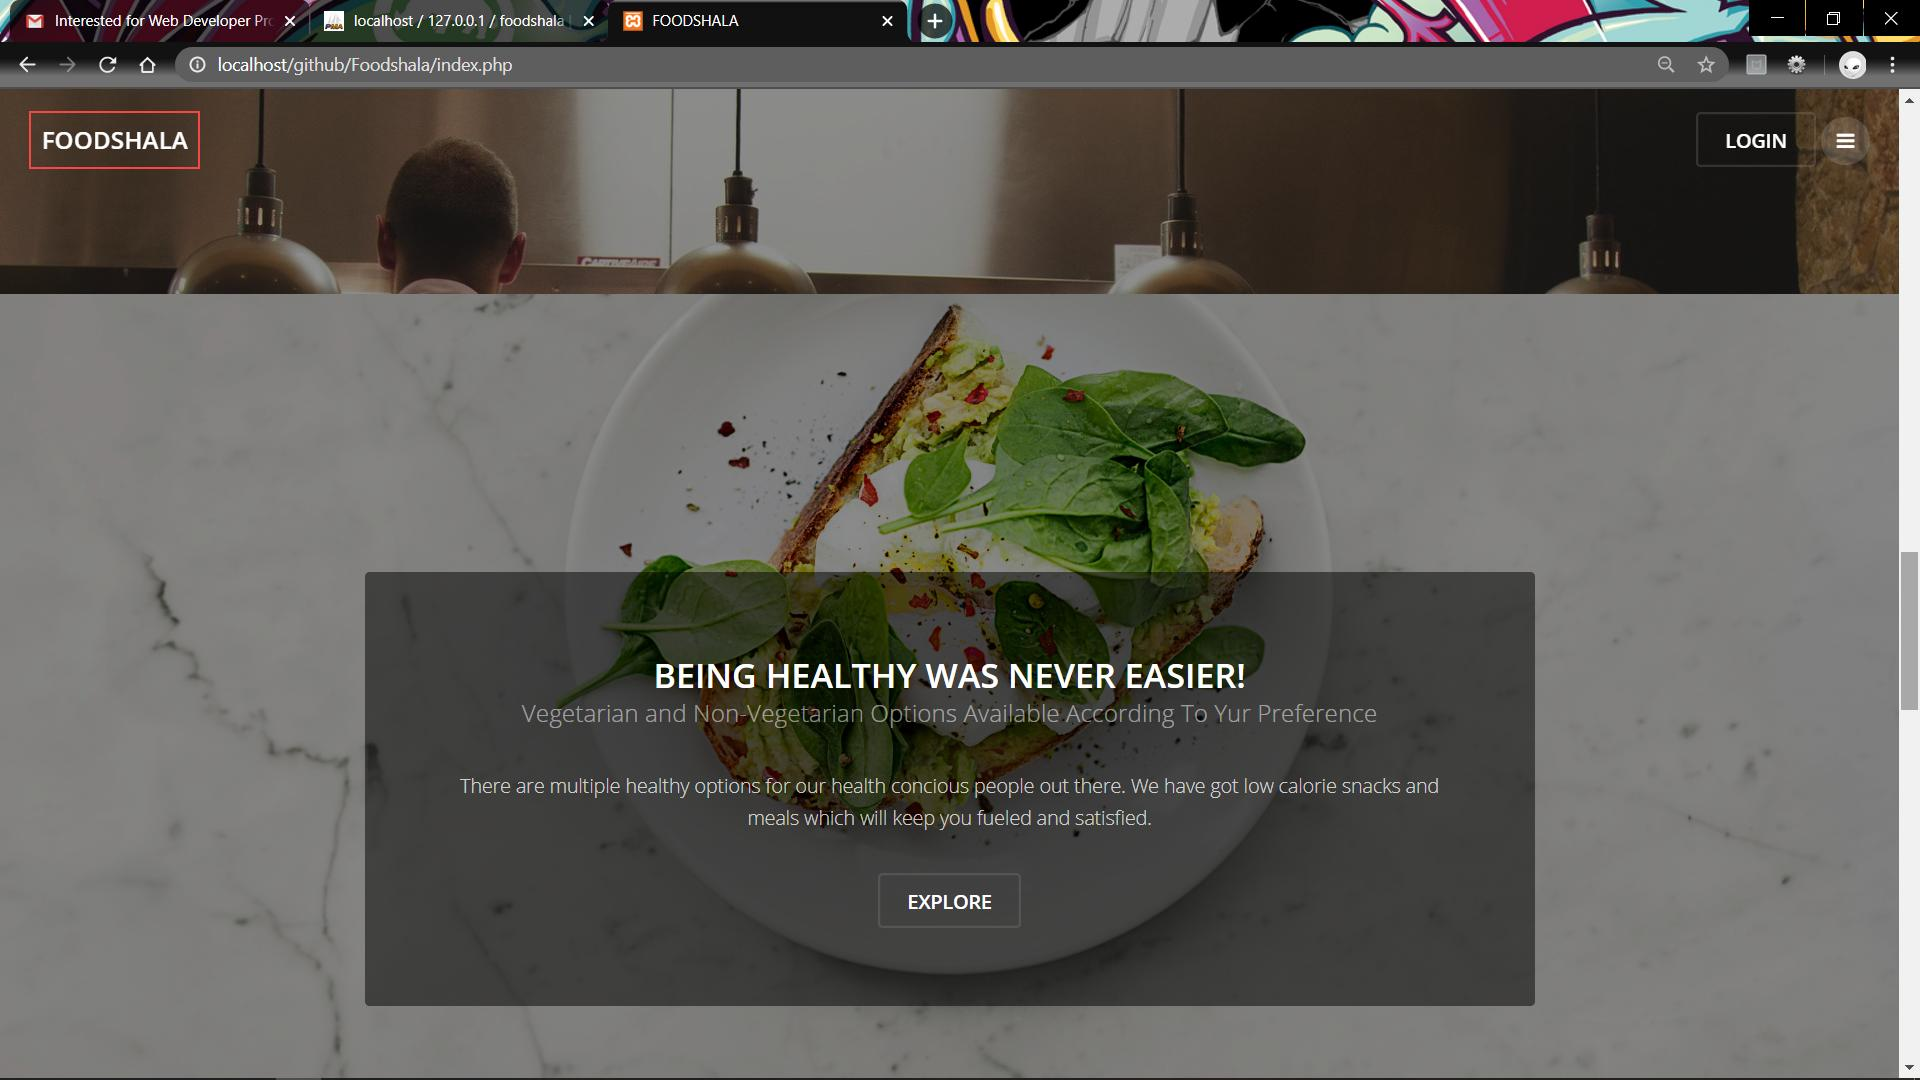 Interested for Web Developer Pr
localhost / 127.0.0.1 / foodshala
FOODSHALA
localhost/github/Foodshala/index.php
FOODSHALA
LOGIN
BEING HEALTHY WAS NEVER EASIER!
Vegetarian and Non-Vegetarian Options Available According To Yur Preference
There are multiple healthy options for our health concious people out there. We have got low calorie snacks and
meals which will keep you fueled and satisfied.
EXPLORE